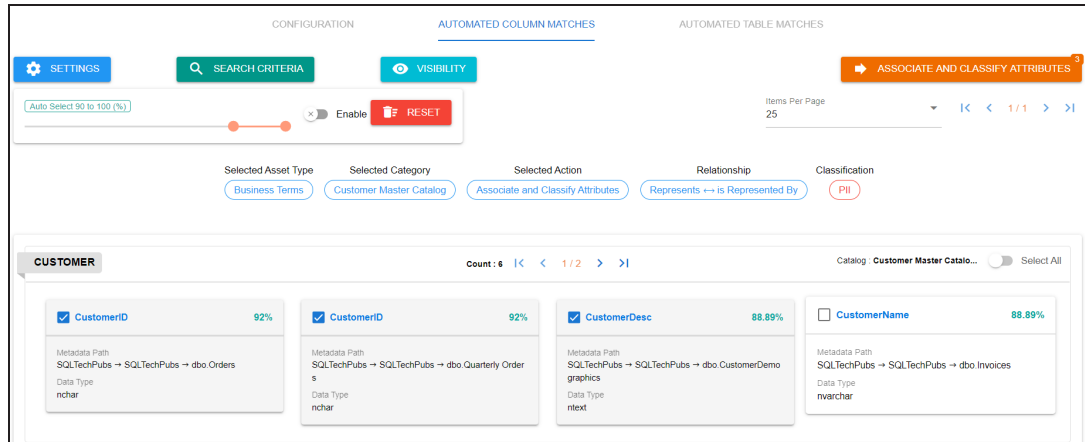 CONFIGURATION AUTOMATED COLUMN MATCHES AUTOMATED TABLE MATCHES
SETTINGS SEARCH CRITERIA VISIBILITY ASSOCIATE AND CLASSIFY ATTRIBUTES 3
Auto Select 90 to 100 (%) Enable RESET
Items Per Page
25 1 / 1
Selected Asset Type Selected Category Selected Action Relationship Classification
Business Terms Customer Master Catalog Associate and Classify Attributes Represents ↔ is Represented By PII
CUSTOMER Count : 6 1 / 2 Catalog : Customer Master Catalo... Select All
CustomerID 92%
Metadata Path
SQLTechPubs → SQLTechPubs → dbo.Orders
Data Type
nchar
CustomerID 92%
Metadata Path
SQLTechPubs → SQLTechPubs → dbo.Quarterly Order
s
Data Type
nchar
CustomerDesc 88.89%
Metadata Path
SQLTechPubs → SQLTechPubs → dbo.CustomerDemo
graphics
Data Type
ntext
CustomerName 88.89%
Metadata Path
SQLTechPubs → SQLTechPubs → dbo.Invoices
Data Type
nvarchar